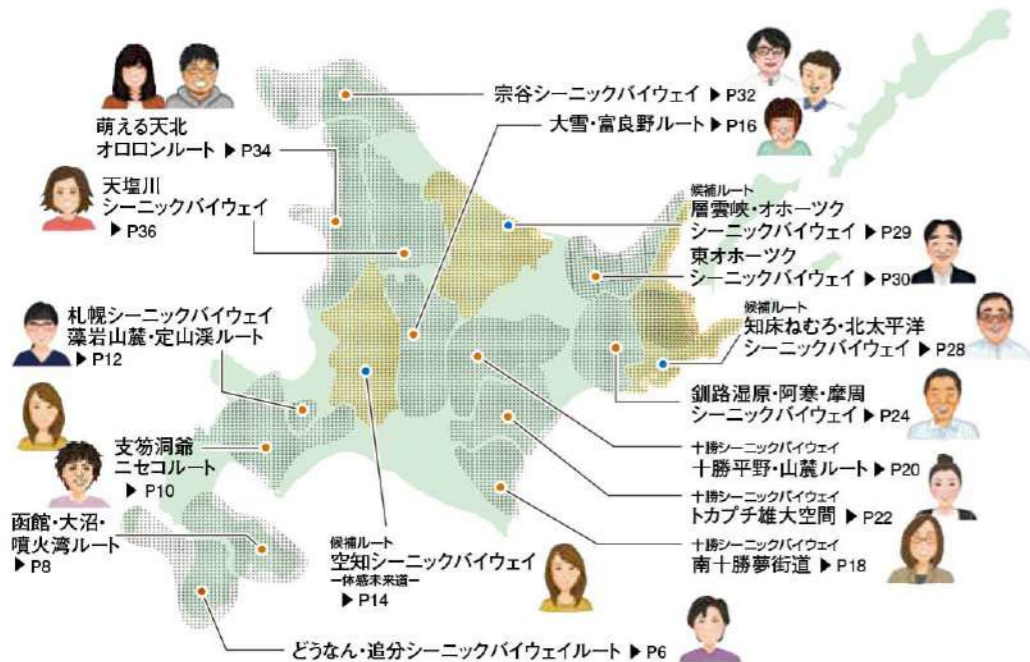 宗谷シーニックバイウェイ ▶ P32
大雪・富良野ルート ▶ P16
萌える天北
オロロンルート ▶ P34
天塩川
シーニックバイウェイ
▶ P36
候補ルート
層雲峡・オホーツク
シーニックバイウェイ ▶ P29
東オホーツク
シーニックバイウェイ ▶ P30
候補ルート
知床ねむろ・北太平洋
シーニックバイウェイ ▶ P28
札幌シーニックバイウェイ
藻岩山麓・定山渓ルート
▶ P12
釧路湿原・阿寒・摩周
シーニックバイウェイ ▶ P24
支笏洞爺
ニセコルート
▶ P10
十勝シーニックバイウェイ
十勝平野・山麓ルート ▶ P20
十勝シーニックバイウェイ
トカプチ雄大空間 ▶ P22
十勝シーニックバイウェイ
南十勝夢街道 ▶ P18
函館・大沼・
噴火湾ルート
▶ P8
候補ルート
空知シーニックバイウェイ
ー体感未来道ー
▶ P14
どうなん・追分シーニックバイウェイルート ▶ P6